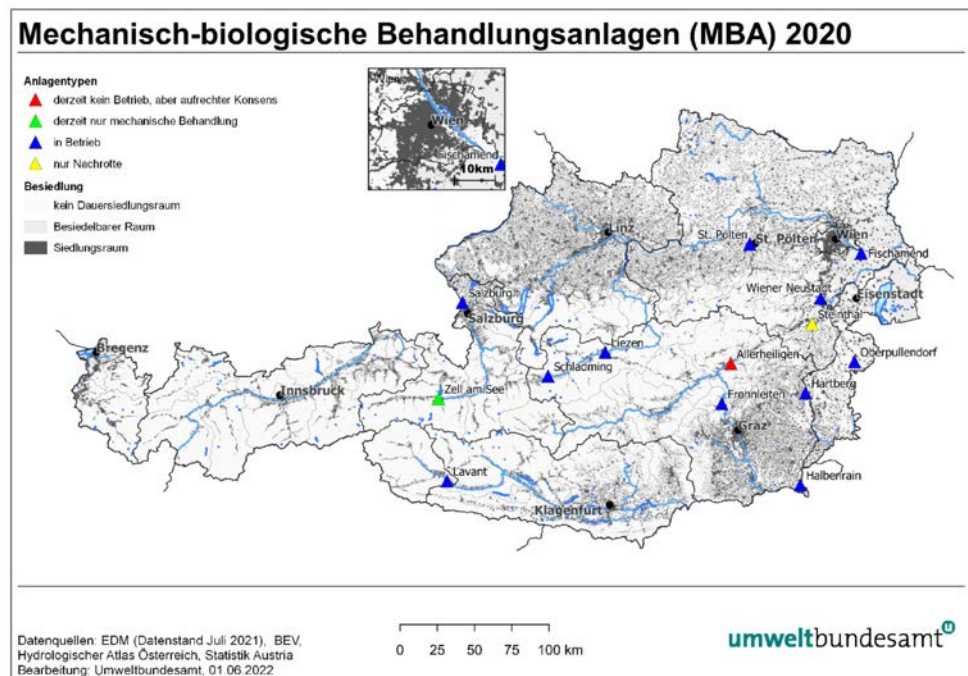 Mechanisch-biologische Behandlungsanlagen (MBA) 2020
Anlagentypen
derzeit kein Betrieb, aber aufrechter Konsens
derzeit nur mechanische Behandlung
in Betrieb
nur Nachrotte
Besiedlung
kein Dauersiedlungsraum
Besiedelbarer Raum
Siedlungsraum
Wien
Wien
Fischamend
10km
Linz
St. Pölten
St. Pölten
Wien
Fischamend
Wiener Neustadt
Eisenstadt
Steinthal
Salzburg
Salzburg
Liezen
Allerheiligen
Oberpullendorf
Bregenz
Schladming
Innsbruck
Zell am See
Hartberg
Frohnleiten
Graz
Lavant
Halbenrain
Klagenfurt
Datenquellen: EDM (Datenstand Juli 2021), BEV,
Hydrologischer Atlas Österreich, Statistik Austria
Bearbeitung: Umweltbundesamt, 01.06.2022
0 25 50 75 100 km
umweltbundesamt u